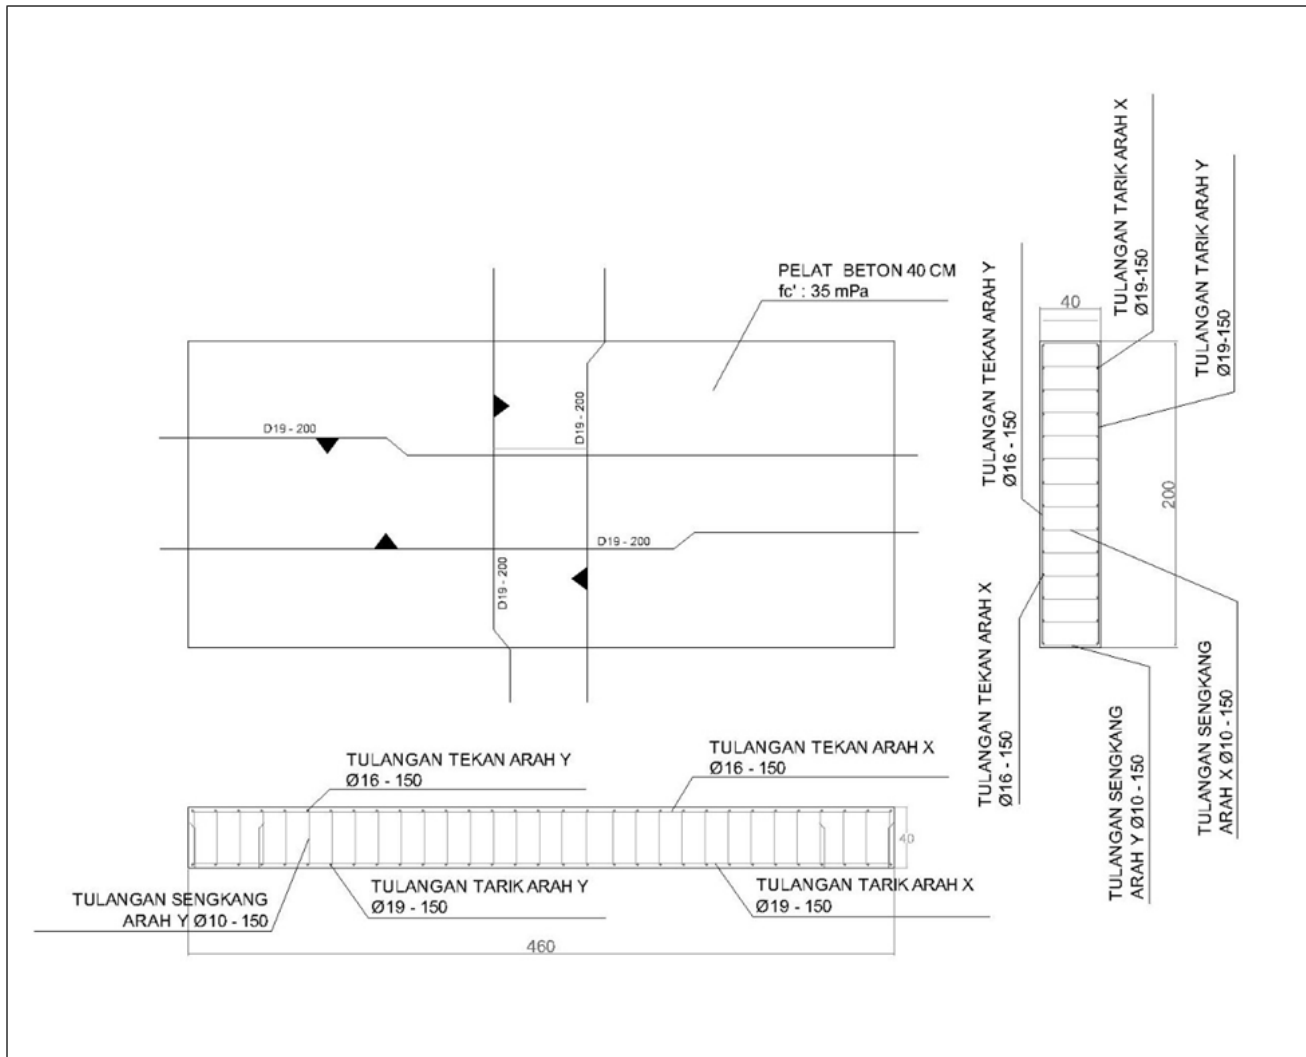 PELAT BETON 40 CM
fc' : 35 mPa
D19 - 200
D19 - 200
D19 - 200
D19 - 200
TULANGAN TEKAN ARAH Y
Ø16 - 150
TULANGAN TARIK ARAH X
Ø19-150
TULANGAN TARIK ARAH Y
Ø19-150
40
200
TULANGAN TEKAN ARAH X
Ø16 - 150
TULANGAN SENGKANG
ARAH Y Ø10 - 150
TULANGAN SENGKANG
ARAH X Ø10 - 150
TULANGAN TEKAN ARAH Y
Ø16 - 150
TULANGAN TEKAN ARAH X
Ø16 - 150
40
TULANGAN SENGKANG
ARAH Y Ø10 - 150
TULANGAN TARIK ARAH Y
Ø19 - 150
TULANGAN TARIK ARAH X
Ø19 - 150
460